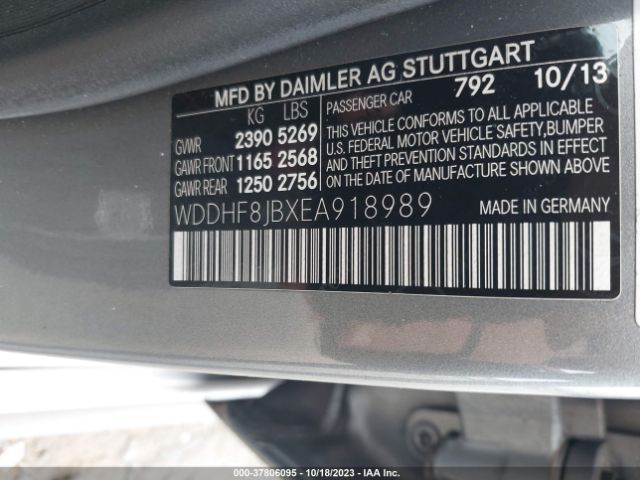 MFD BY DAIMLER AG STUTTGART
KG LBS
GVWR 2390 5269
GAWR FRONT 1165 2568
GAWR REAR 1250 2756
PASSENGER CAR 792 10/13
THIS VEHICLE CONFORMS TO ALL APPLICABLE
U.S. FEDERAL MOTOR VEHICLE SAFETY,BUMPER
AND THEFT PREVENTION STANDARDS IN EFFECT
ON THE DATE OF MANUFACTURE SHOWN ABOVE
WDDHF8JBXEA918989 MADE IN GERMANY
000-37806095 - 10/18/2023 - IAA Inc.